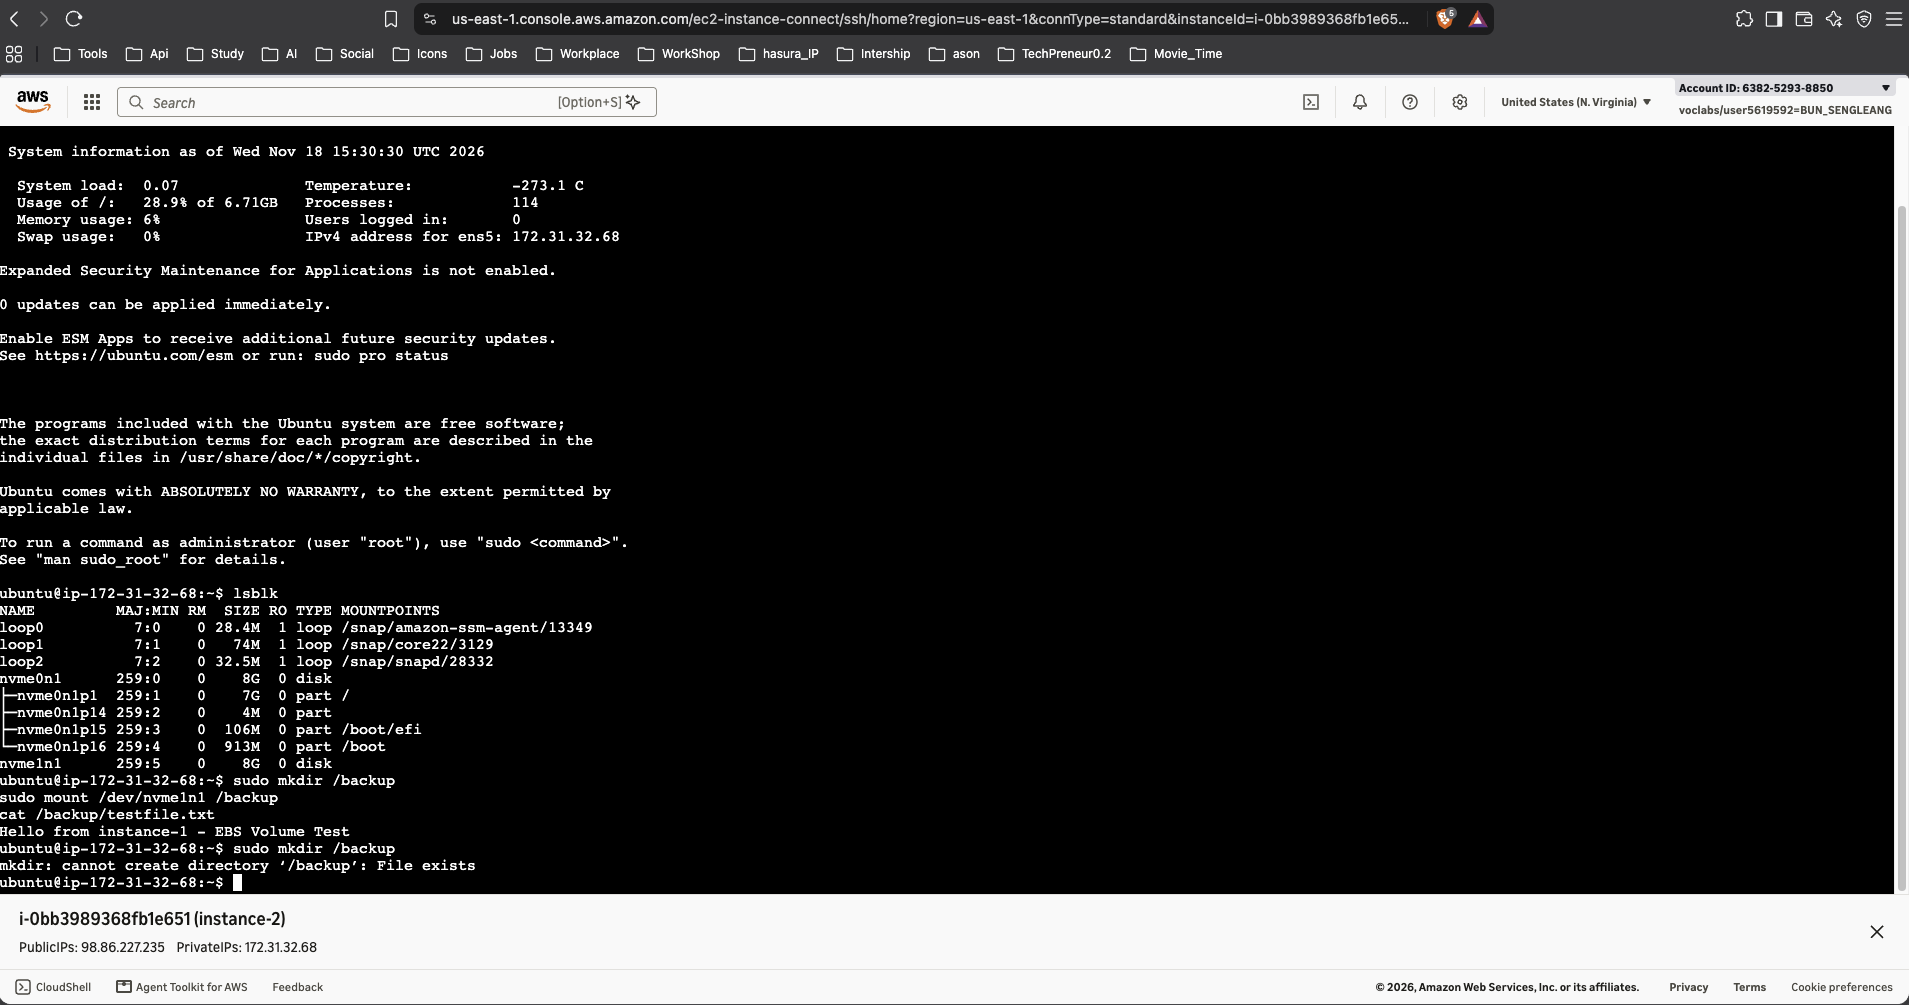 us-east-1.console.aws.amazon.com/ec2-instance-connect/ssh/home?region=us-east-1&connType=standard&instanceId=i-0bb3989368fb1e65...
5
Tools Api Study AI Social Icons Jobs Workplace WorkShop hasura_IP Intership ason TechPreneur0.2 Movie_Time
aws Search [Option+S] United States (N. Virginia) Account ID: 6382-5293-8850
voclabs/user5619592=BUN_SENGLEANG
System information as of Wed Nov 18 15:30:30 UTC 2026
System load: 0.07 Temperature: -273.1 C
Usage of /: 28.9% of 6.71GB Processes: 114
Memory usage: 6% Users logged in: 0
Swap usage: 0% IPv4 address for ens5: 172.31.32.68
Expanded Security Maintenance for Applications is not enabled.
0 updates can be applied immediately.
Enable ESM Apps to receive additional future security updates.
See https://ubuntu.com/esm or run: sudo pro status
The programs included with the Ubuntu system are free software;
the exact distribution terms for each program are described in the
individual files in /usr/share/doc/*/copyright.
Ubuntu comes with ABSOLUTELY NO WARRANTY, to the extent permitted by
applicable law.
To run a command as administrator (user "root"), use "sudo <command>".
See "man sudo_root" for details.
ubuntu@ip-172-31-32-68:~$ lsblk
NAME MAJ:MIN RM SIZE RO TYPE MOUNTPOINTS
loop0 7:0 0 28.4M 1 loop /snap/amazon-ssm-agent/13349
loop1 7:1 0 74M 1 loop /snap/core22/3129
loop2 7:2 0 32.5M 1 loop /snap/snapd/28332
nvme0n1 259:0 0 8G 0 disk
├─nvme0n1p1 259:1 0 7G 0 part /
├─nvme0n1p14 259:2 0 4M 0 part
├─nvme0n1p15 259:3 0 106M 0 part /boot/efi
└─nvme0n1p16 259:4 0 913M 0 part /boot
nvme1n1 259:5 0 8G 0 disk
ubuntu@ip-172-31-32-68:~$ sudo mkdir /backup
sudo mount /dev/nvme1n1 /backup
cat /backup/testfile.txt
Hello from instance-1 - EBS Volume Test
ubuntu@ip-172-31-32-68:~$ sudo mkdir /backup
mkdir: cannot create directory ‘/backup’: File exists
ubuntu@ip-172-31-32-68:~$
i-0bb3989368fb1e651 (instance-2)
PublicIPs: 98.86.227.235 PrivateIPs: 172.31.32.68
CloudShell Agent Toolkit for AWS Feedback © 2026, Amazon Web Services, Inc. or its affiliates. Privacy Terms Cookie preferences